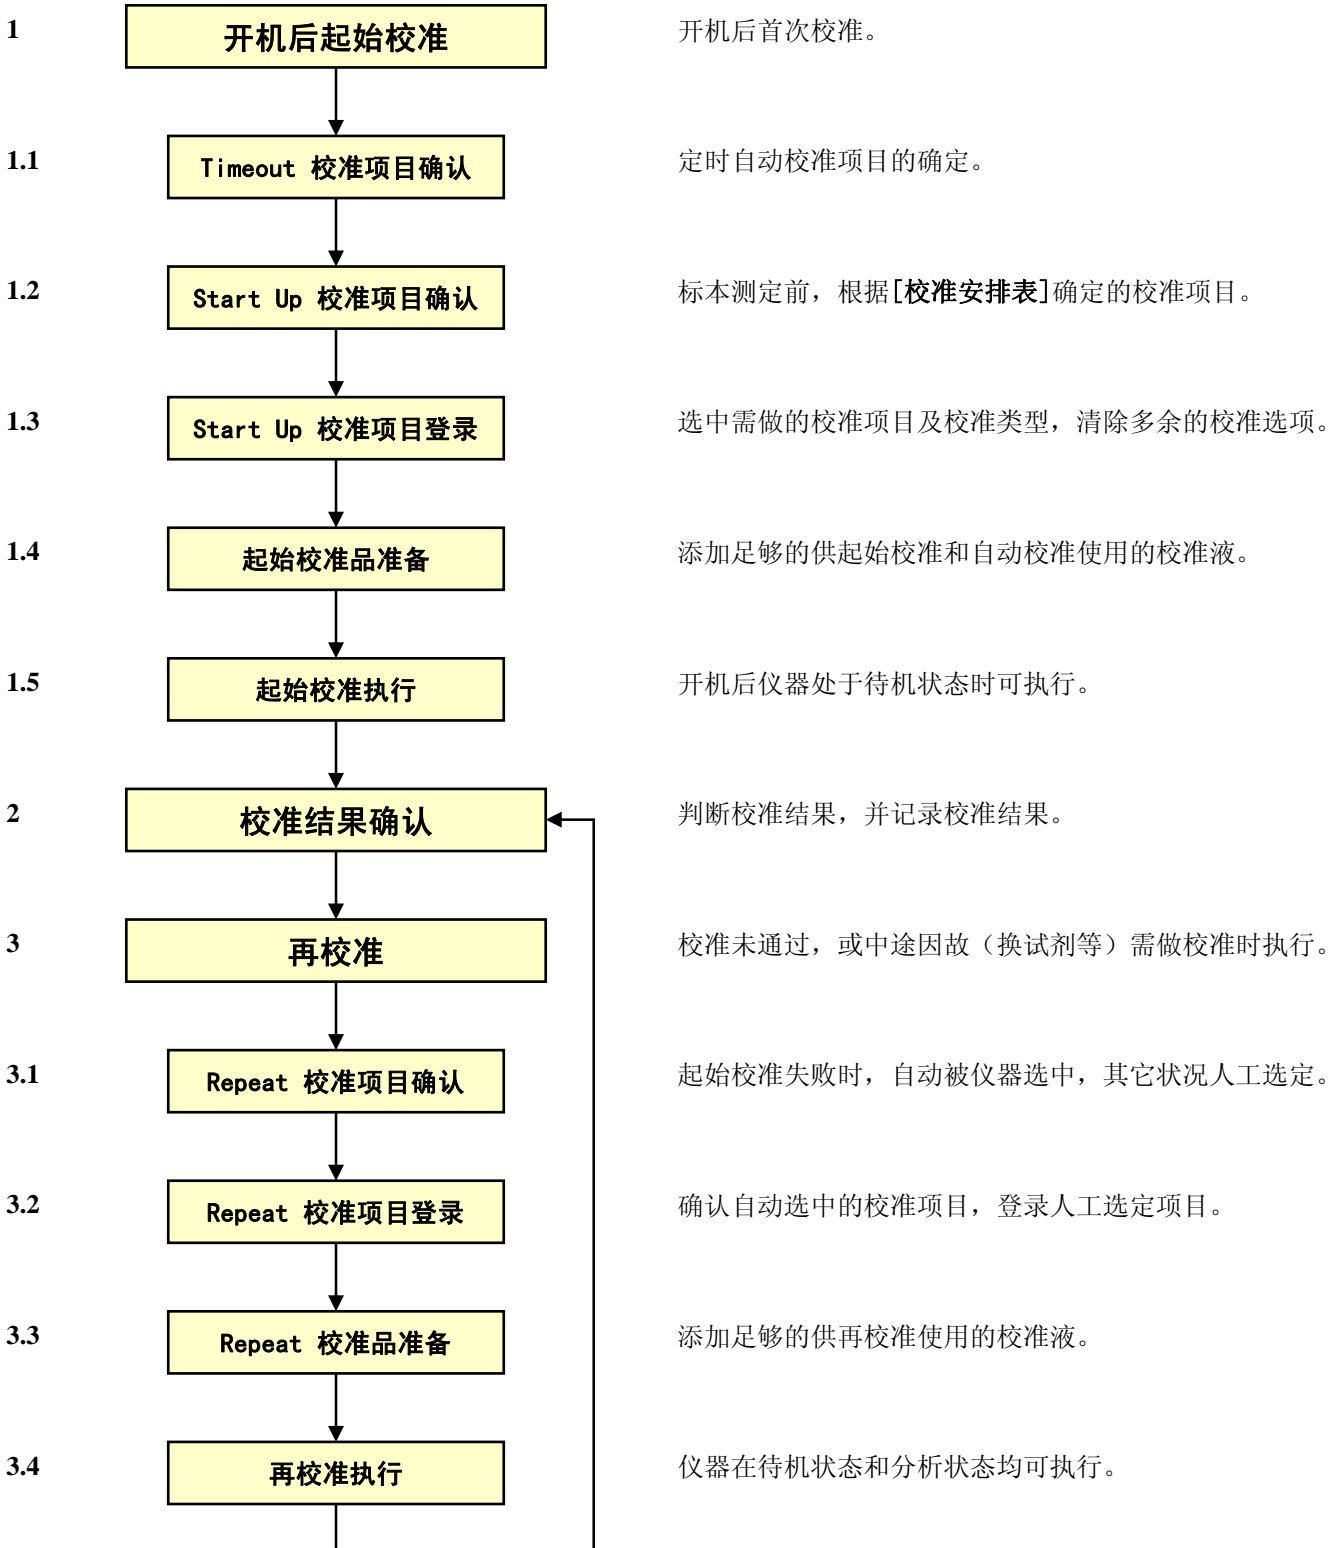 1 开机后起始校准 开机后首次校准。
1.1 Timeout 校准项目确认 定时自动校准项目的确定。
1.2 Start Up 校准项目确认 标本测定前，根据[校准安排表]确定的校准项目。
1.3 Start Up 校准项目登录 选中需做的校准项目及校准类型，清除多余的校准选项。
1.4 起始校准品准备 添加足够的供起始校准和自动校准使用的校准液。
1.5 起始校准执行 开机后仪器处于待机状态时可执行。
2 校准结果确认 判断校准结果，并记录校准结果。
3 再校准 校准未通过，或中途因故（换试剂等）需做校准时执行。
3.1 Repeat 校准项目确认 起始校准失败时，自动被仪器选中，其它状况人工选定。
3.2 Repeat 校准项目登录 确认自动选中的校准项目，登录人工选定项目。
3.3 Repeat 校准品准备 添加足够的供再校准使用的校准液。
3.4 再校准执行 仪器在待机状态和分析状态均可执行。